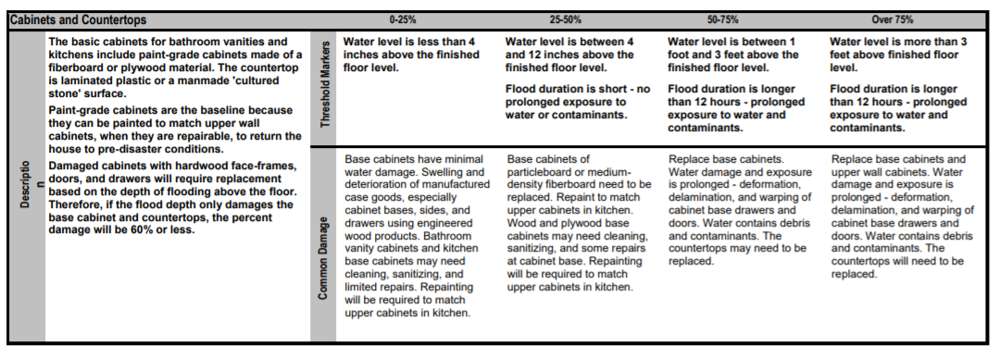 Cabinets and Countertops
0-25%
25-50%
50-75%
Over 75%
Descriptio
n
The basic cabinets for bathroom vanities and
kitchens include paint-grade cabinets made of a
fiberboard or plywood material. The countertop
is laminated plastic or a manmade 'cultured
stone' surface.
Paint-grade cabinets are the baseline because
they can be painted to match upper wall
cabinets, when they are repairable, to return the
house to pre-disaster conditions.
Damaged cabinets with hardwood face-frames,
doors, and drawers will require replacement
based on the depth of flooding above the floor.
Therefore, if the flood depth only damages the
base cabinet and countertops, the percent
damage will be 60% or less.
Threshold Markers
Water level is less than 4
inches above the finished
floor level.
Water level is between 4
and 12 inches above the
finished floor level.
Flood duration is short - no
prolonged exposure to
water or contaminants.
Water level is between 1
foot and 3 feet above the
finished floor level.
Flood duration is longer
than 12 hours - prolonged
exposure to water and
contaminants.
Water level is more than 3
feet above finished floor
level.
Flood duration is longer
than 12 hours - prolonged
exposure to water and
contaminants.
Common Damage
Base cabinets have minimal
water damage. Swelling and
deterioration of manufactured
case goods, especially
cabinet bases, sides, and
drawers using engineered
wood products. Bathroom
vanity cabinets and kitchen
base cabinets may need
cleaning, sanitizing, and
limited repairs. Repainting
will be required to match
upper cabinets in kitchen.
Base cabinets of
particleboard or medium-
density fiberboard need to be
replaced. Repaint to match
upper cabinets in kitchen.
Wood and plywood base
cabinets may need cleaning,
sanitizing, and some repairs
at cabinet base. Repainting
will be required to match
upper cabinets in kitchen.
Replace base cabinets.
Water damage and exposure
is prolonged - deformation,
delamination, and warping of
cabinet base drawers and
doors. Water contains debris
and contaminants. The
countertops may need to be
replaced.
Replace base cabinets and
upper wall cabinets. Water
damage and exposure is
prolonged - deformation,
delamination, and warping of
cabinet base drawers and
doors. Water contains debris
and contaminants. The
countertops will need to be
replaced.